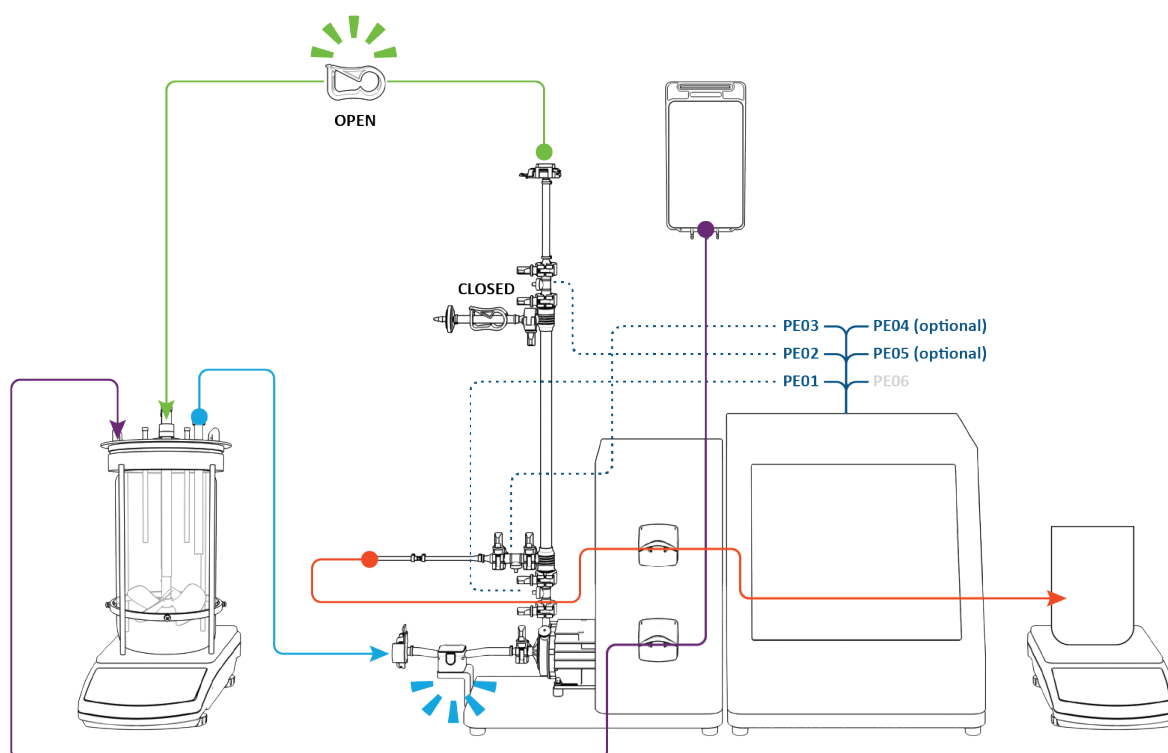 OPEN
CLOSED
PE03 PE04 (optional)
PE02 PE05 (optional)
PE01 PE06